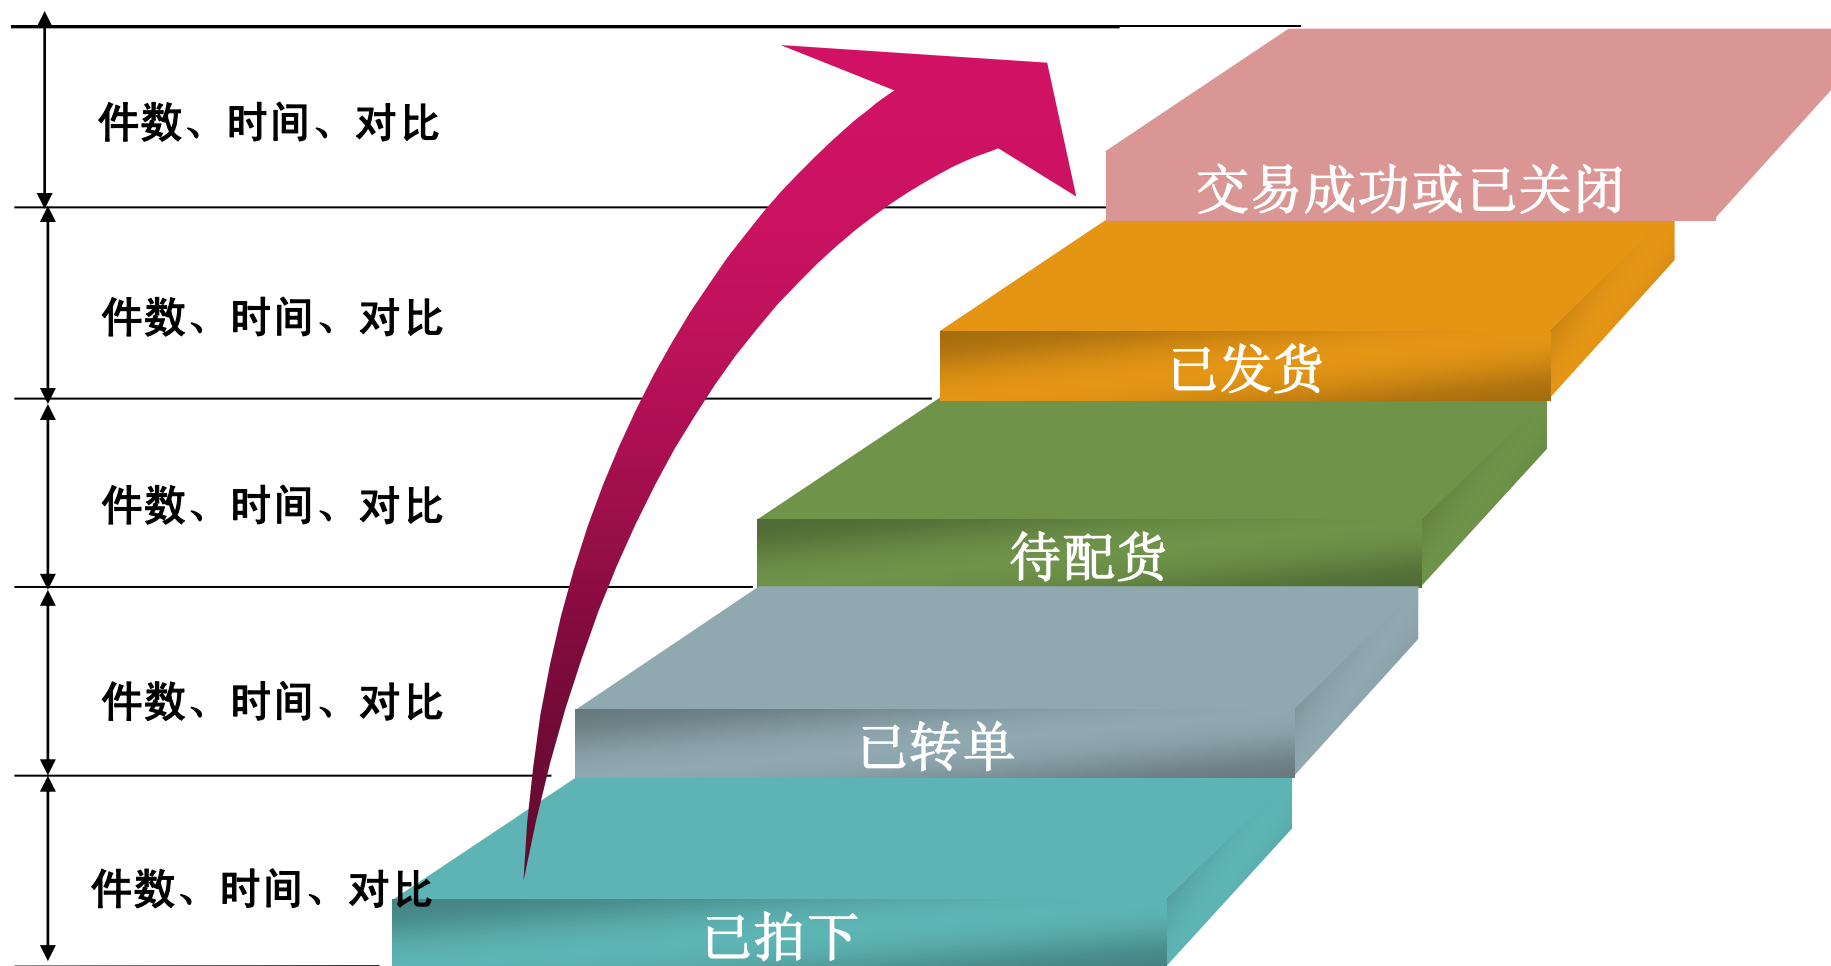 件数、时间、对比
交易成功或已关闭
件数、时间、对比
已发货
件数、时间、对比
待配货
件数、时间、对比
已转单
件数、时间、对比
已拍下